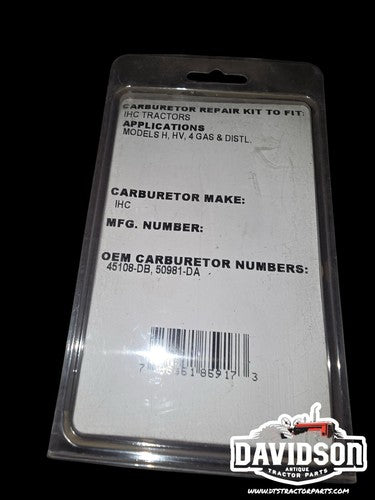 CARBURETOR REPAIR KIT TO FIT:
IHC TRACTORS
APPLICATIONS
MODELS H, HV, 4 GAS & DISTL.
CARBURETOR MAKE:
IHC
MFG. NUMBER:
OEM CARBURETOR NUMBERS:
45108-DB, 50981-DA
DAVIDSON
ANTIQUE
TRACTOR PARTS
WWW.DTSTRACTORPARTS.COM